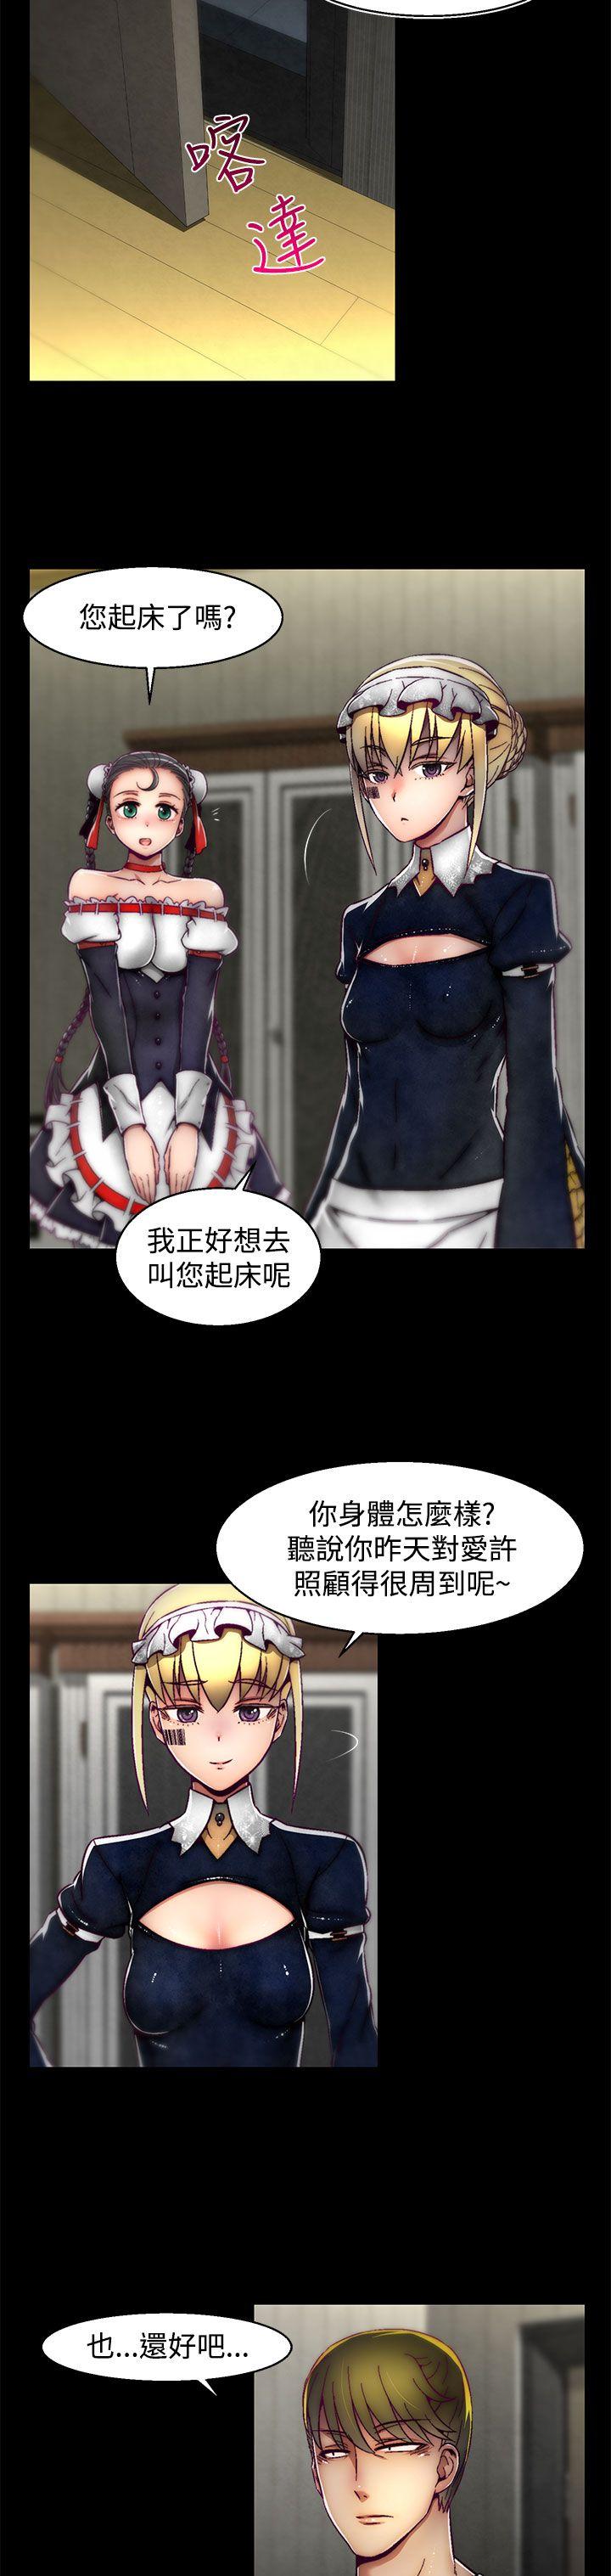 喀達
您起床了嗎?
我正好想去
叫您起床呢
你身體怎麼樣?
聽說你昨天對愛許
照顧得很周到呢~
也...還好吧...